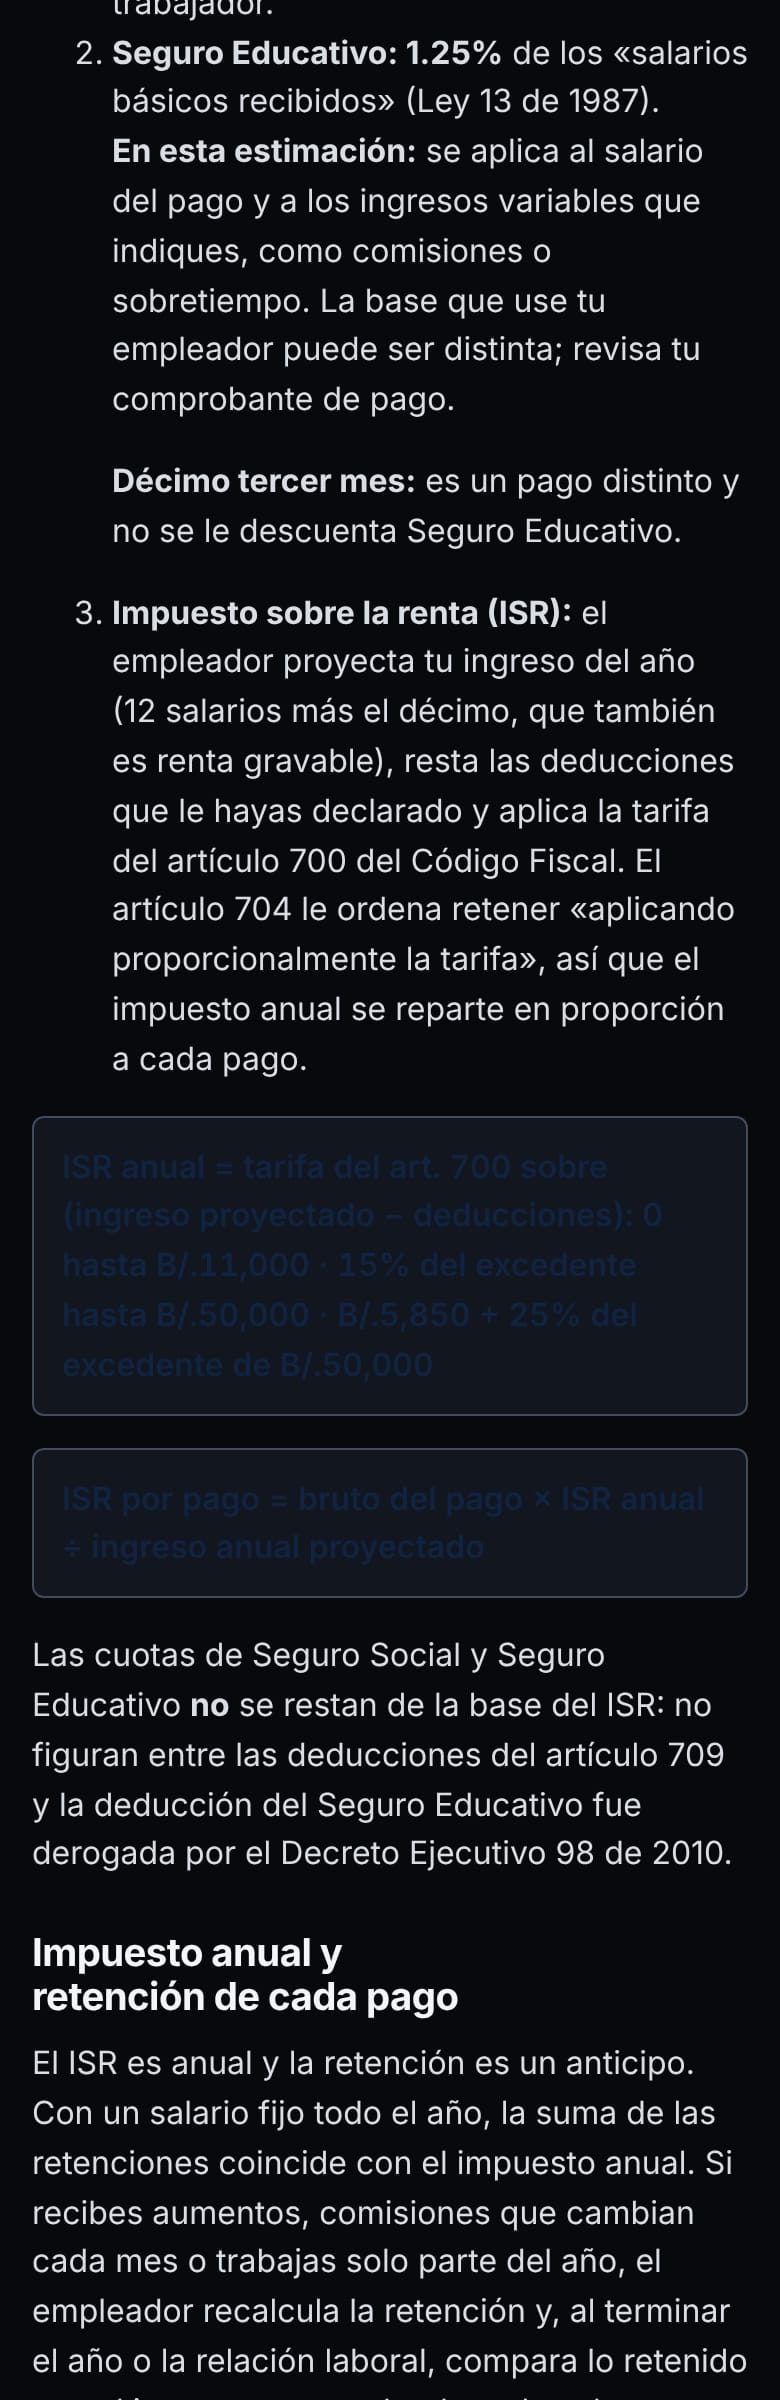 trabajador.
2. Seguro Educativo: 1.25% de los «salarios
básicos recibidos» (Ley 13 de 1987).
En esta estimación: se aplica al salario
del pago y a los ingresos variables que
indiques, como comisiones o
sobretiempo. La base que use tu
empleador puede ser distinta; revisa tu
comprobante de pago.
Décimo tercer mes: es un pago distinto y
no se le descuenta Seguro Educativo.
3. Impuesto sobre la renta (ISR): el
empleador proyecta tu ingreso del año
(12 salarios más el décimo, que también
es renta gravable), resta las deducciones
que le hayas declarado y aplica la tarifa
del artículo 700 del Código Fiscal. El
artículo 704 le ordena retener «aplicando
proporcionalmente la tarifa», así que el
impuesto anual se reparte en proporción
a cada pago.
ISR anual = tarifa del art. 700 sobre
(ingreso proyectado − deducciones): 0
hasta B/.11,000 · 15% del excedente
hasta B/.50,000 · B/.5,850 + 25% del
excedente de B/.50,000
ISR por pago = bruto del pago × ISR anual
÷ ingreso anual proyectado
Las cuotas de Seguro Social y Seguro
Educativo no se restan de la base del ISR: no
figuran entre las deducciones del artículo 709
y la deducción del Seguro Educativo fue
derogada por el Decreto Ejecutivo 98 de 2010.
Impuesto anual y
retención de cada pago
El ISR es anual y la retención es un anticipo.
Con un salario fijo todo el año, la suma de las
retenciones coincide con el impuesto anual. Si
recibes aumentos, comisiones que cambian
cada mes o trabajas solo parte del año, el
empleador recalcula la retención y, al terminar
el año o la relación laboral, compara lo retenido